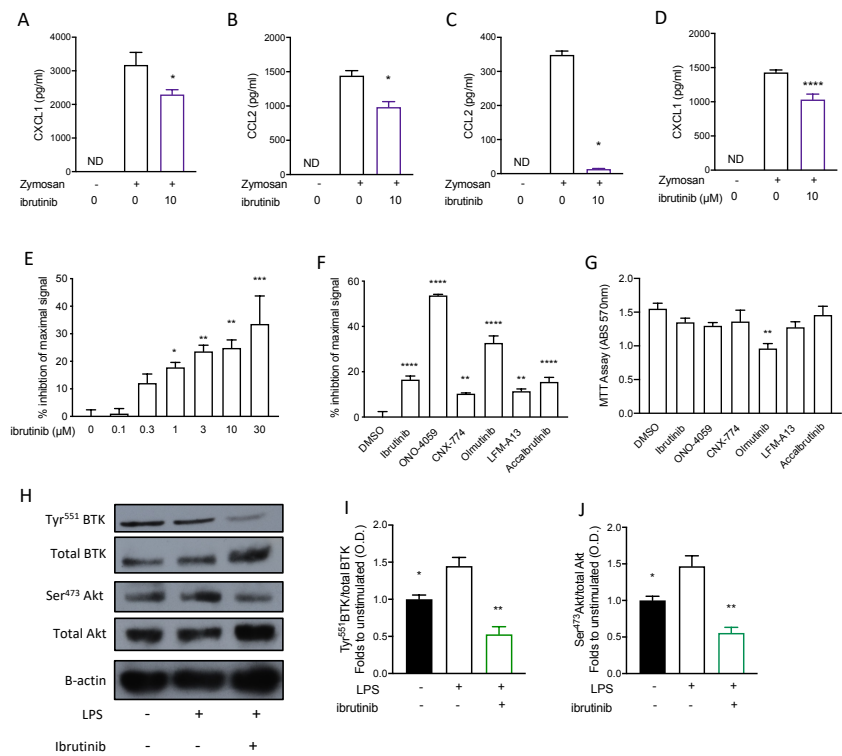 A
CXCL1 (pg/ml)
4000
3000
2000
1000
0
ND
*
Zymosan - + +
ibrutinib 0 0 10
B
CCL2 (pg/ml)
2000
1500
1000
500
0
ND
*
Zymosan - + +
ibrutinib 0 0 10
C
CCL2 (pg/ml)
400
300
200
100
0
ND
*
Zymosan - + +
ibrutinib 0 0 10
D
CXCL1 (pg/ml)
2000
1500
1000
500
0
ND
****
Zymosan - + +
ibrutinib (µM) 0 0 10
E
% inhibtion of maximal signal
50
40
30
20
10
0
* ** ** ***
ibrutinib (µM) 0 0.1 0.3 1 3 10 30
F
% inhibition of maximal signal
60
40
20
0
**** **** ** **** ** ****
DMSO
Ibrutinib
ONO-4059
CNX-774
Olmutinib
LFM-A13
Accalbrutinib
G
MTT Assay (ABS 570nm)
2.0
1.5
1.0
0.5
0.0
**
DMSO
Ibrutinib
ONO-4059
CNX-774
Olmutinib
LFM-A13
Accalbrutinib
H
Tyr551 BTK
Total BTK
Ser473 Akt
Total Akt
B-actin
LPS - + +
Ibrutinib - - +
I
Tyr551BTK/total BTK
Folds to unstimulated (O.D.)
2.0
1.5
1.0
0.5
0.0
* **
LPS - + +
ibrutinib - - +
J
Ser473Akt/total Akt
Folds to unstimulated (O.D.)
2.0
1.5
1.0
0.5
0.0
* **
LPS - + +
ibrutinib - - +